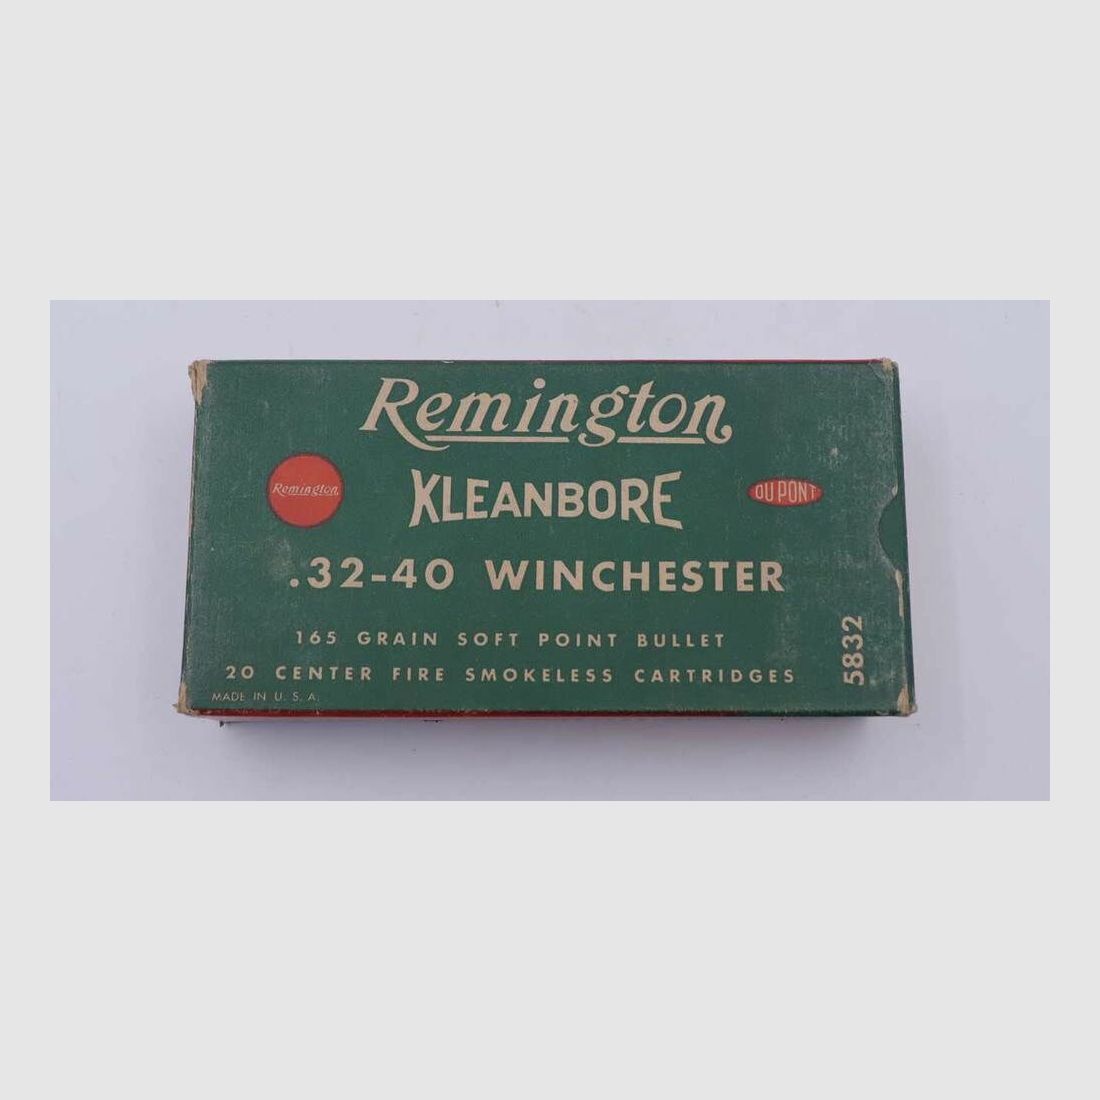 Remington
Remington
KLEANBORE
DU PONT
.32-40 WINCHESTER
165 GRAIN SOFT POINT BULLET
20 CENTER FIRE SMOKELESS CARTRIDGES
MADE IN U.S.A.
5832